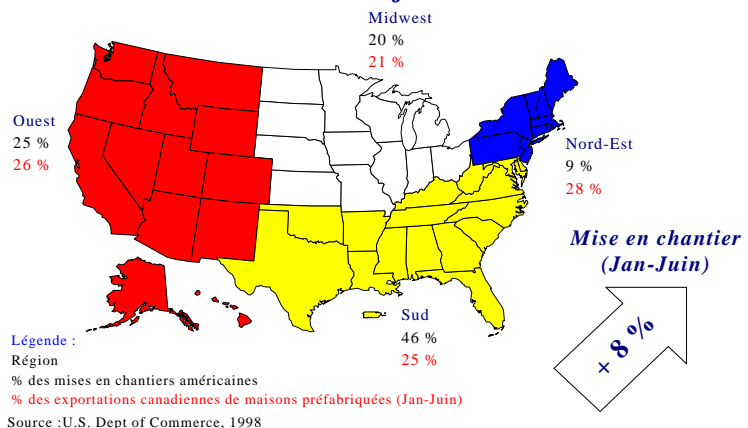 Midwest
20 %
21 %
Ouest
25 %
26 %
Nord-Est
9 %
28 %
Mise en chantier
(Jan-Juin)
+ 8 %
Sud
46 %
25 %
Légende :
Région
% des mises en chantiers américaines
% des exportations canadiennes de maisons préfabriquées (Jan-Juin)
Source :U.S. Dept of Commerce, 1998